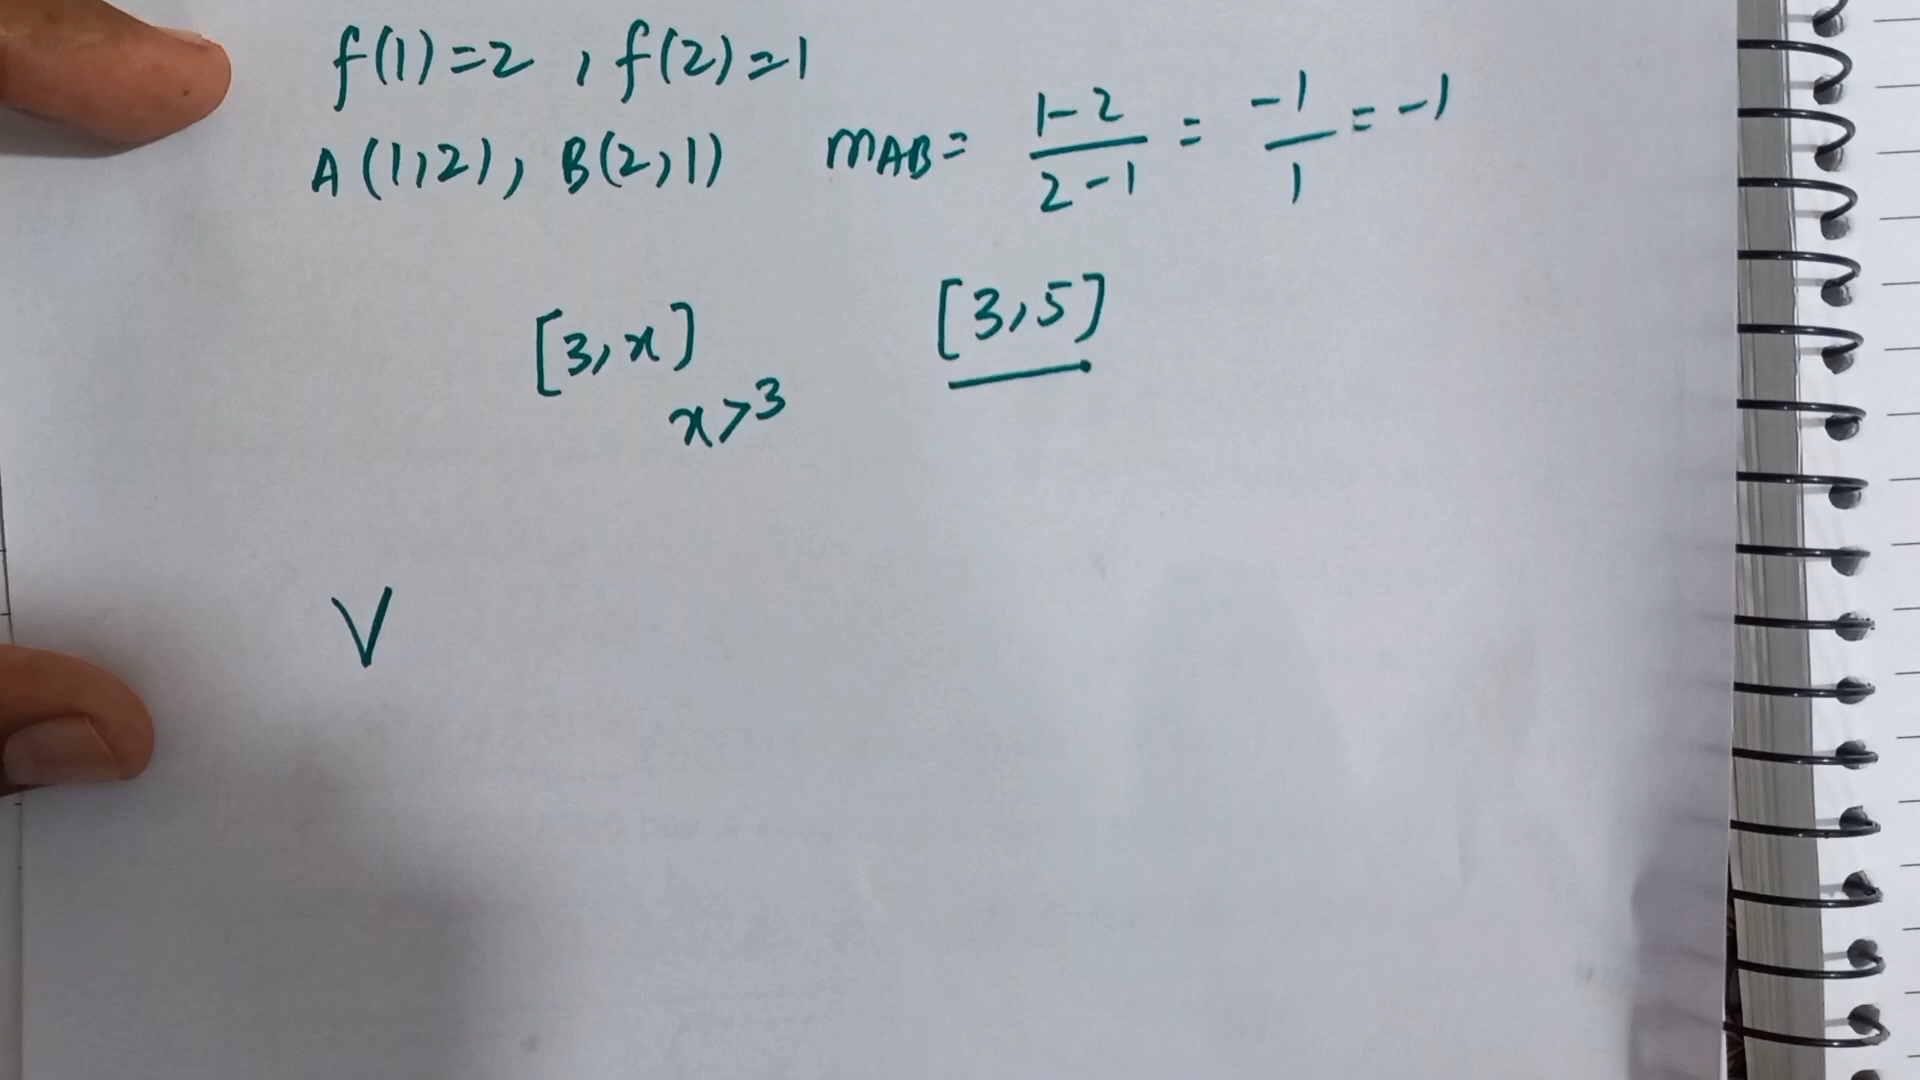 f(1)=2 , f(2)=1
A(1,2), B(2,1) mAB = 1-2/2-1 = -1/1 = -1
[3,x] [3,5]
x>3
V